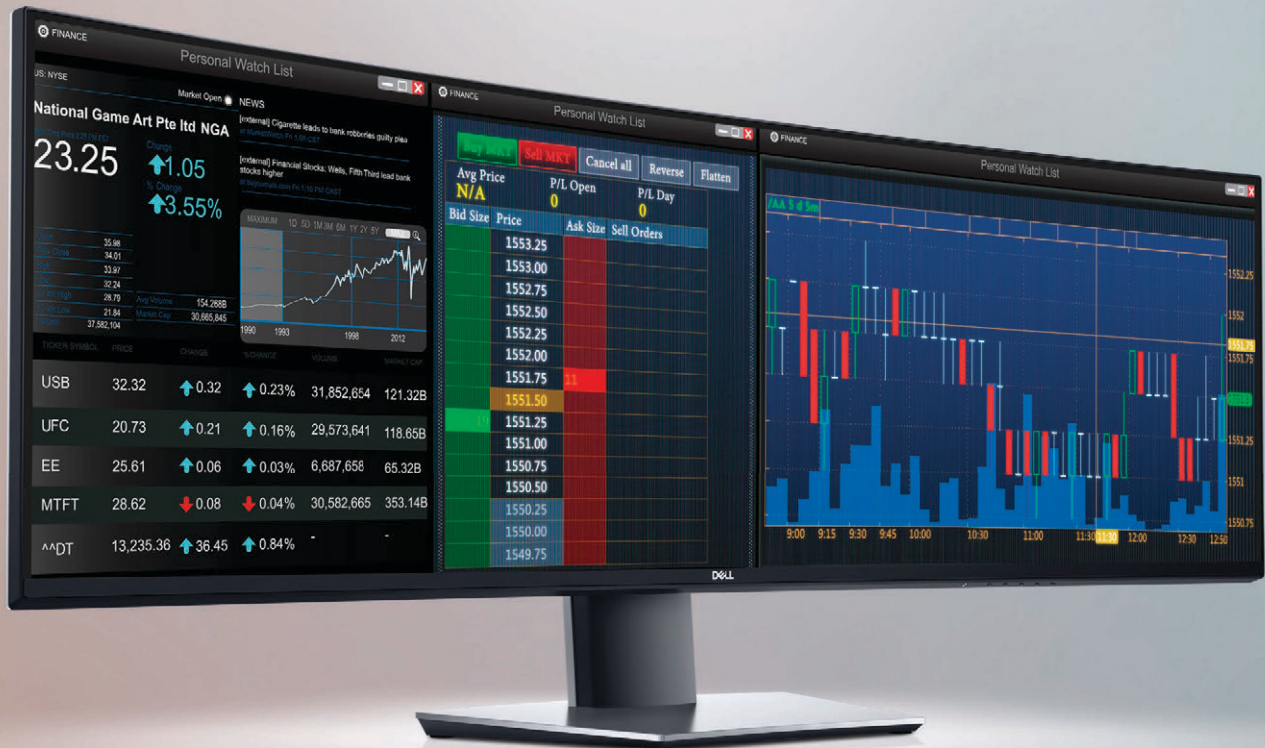 FINANCE
Personal Watch List
US: NYSE
Market Open
National Game Art Pte ltd NGA
23.25
Change
1.05
% Change
3.55%
NEWS
[external] Cigarette leads to bank robberies guilty plea
[external] Financial Stocks, Wells, Fifth Third lead bank
stocks higher
MAXIMUM 1D 5D 1M 3M 6M 1Y 2Y 5Y
1990 1993 1998 2012
35.98
34.01
33.97
32.24
28.79
21.84
37,582,104
Avg Volume 154.268B
Market Cap 30,665,845
TICKER SYMBOL PRICE CHANGE %CHANGE VOLUME MARKET CAP
USB 32.32 0.32 0.23% 31,852,654 121.32B
UFC 20.73 0.21 0.16% 29,573,641 118.65B
EE 25.61 0.06 0.03% 6,687,658 65.32B
MTFT 28.62 0.08 0.04% 30,582,665 353.14B
^^DT 13,235.36 36.45 0.84% - -
FINANCE
Personal Watch List
Buy MKT Sell MKT Cancel all Reverse Flatten
Avg Price P/L Open P/L Day
N/A 0 0
Bid Size Price Ask Size Sell Orders
1553.25
1553.00
1552.75
1552.50
1552.25
1552.00
1551.75 11
1551.50
19 1551.25
1551.00
1550.75
1550.50
1550.25
1550.00
1549.75
FINANCE
Personal Watch List
/AA 5 d 5m
1552.25
1552
1551.75
1551.75
1551.25
1551
1550.75
9:00 9:15 9:30 9:45 10:00 10:30 11:00 11:30 11:30 12:00 12:30 12:50
DELL